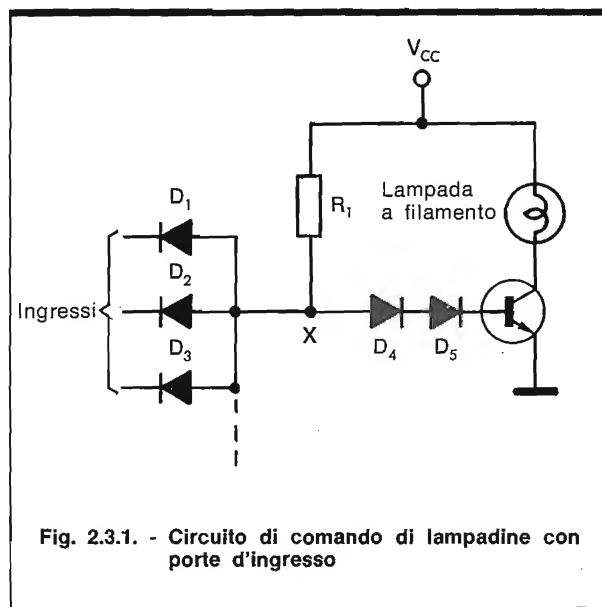 V_CC
Lampada
a filamento
R_1
D_1
D_2
Ingressi
D_3
X
D_4
D_5
Fig. 2.3.1. - Circuito di comando di lampadine con
porte d'ingresso